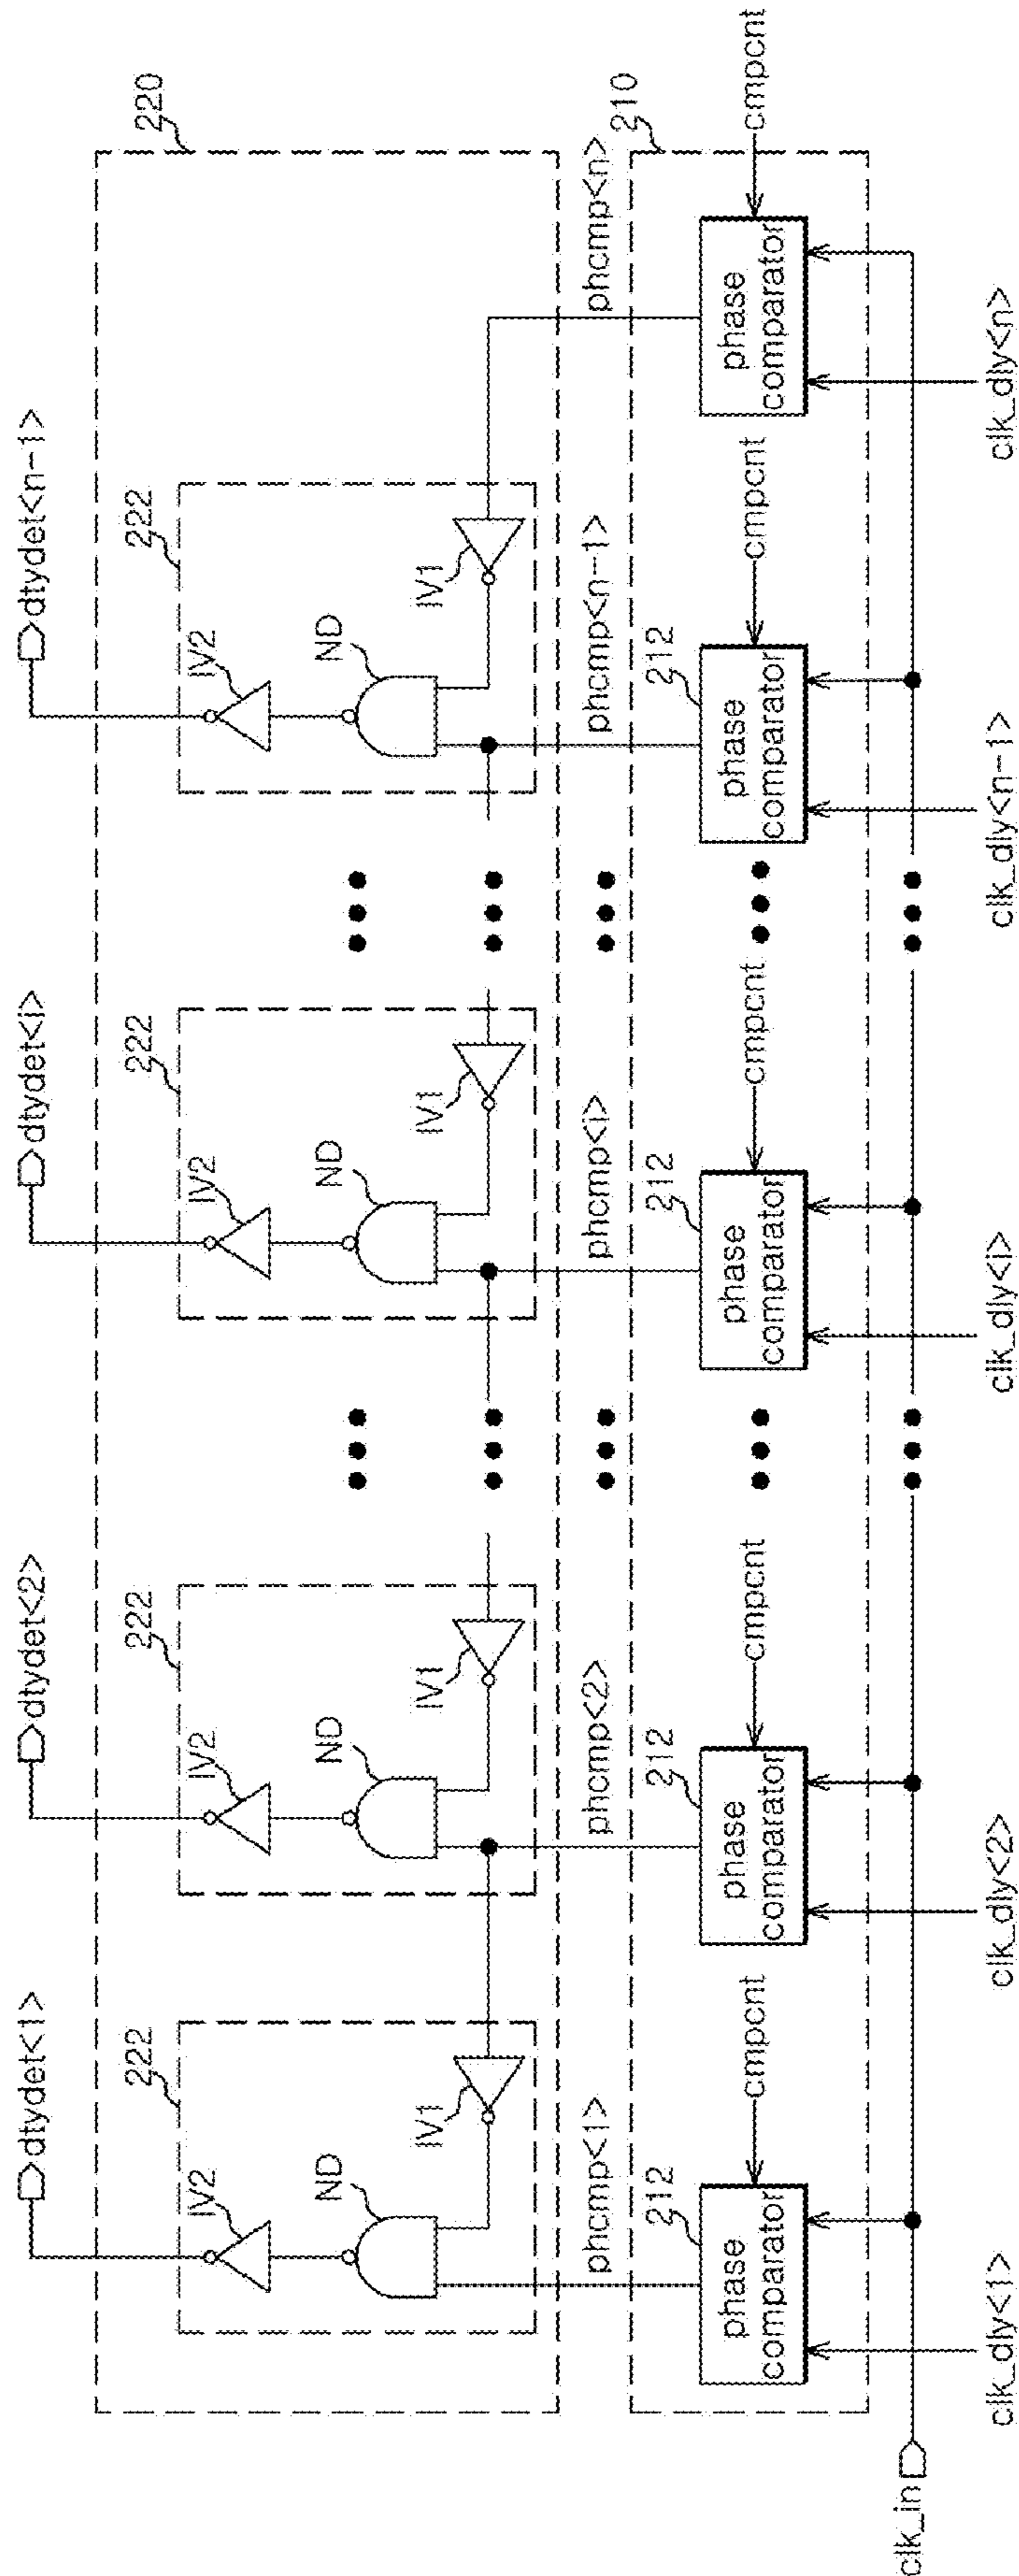 dtydet<1>
dtydet<2>
dtydet<i>
dtydet<n-1>
220
222
222
222
222
IV2
IV2
IV2
IV2
ND
ND
ND
ND
IV1
IV1
IV1
IV1
phcmp<1>
phcmp<2>
phcmp<i>
phcmp<n-1>
phcmp<n>
210
212
212
212
212
cmpcnt
cmpcnt
cmpcnt
cmpcnt
cmpcnt
phase
comparator
phase
comparator
phase
comparator
phase
comparator
phase
comparator
clk_in
clk_dly<1>
clk_dly<2>
clk_dly<i>
clk_dly<n-1>
clk_dly<n>